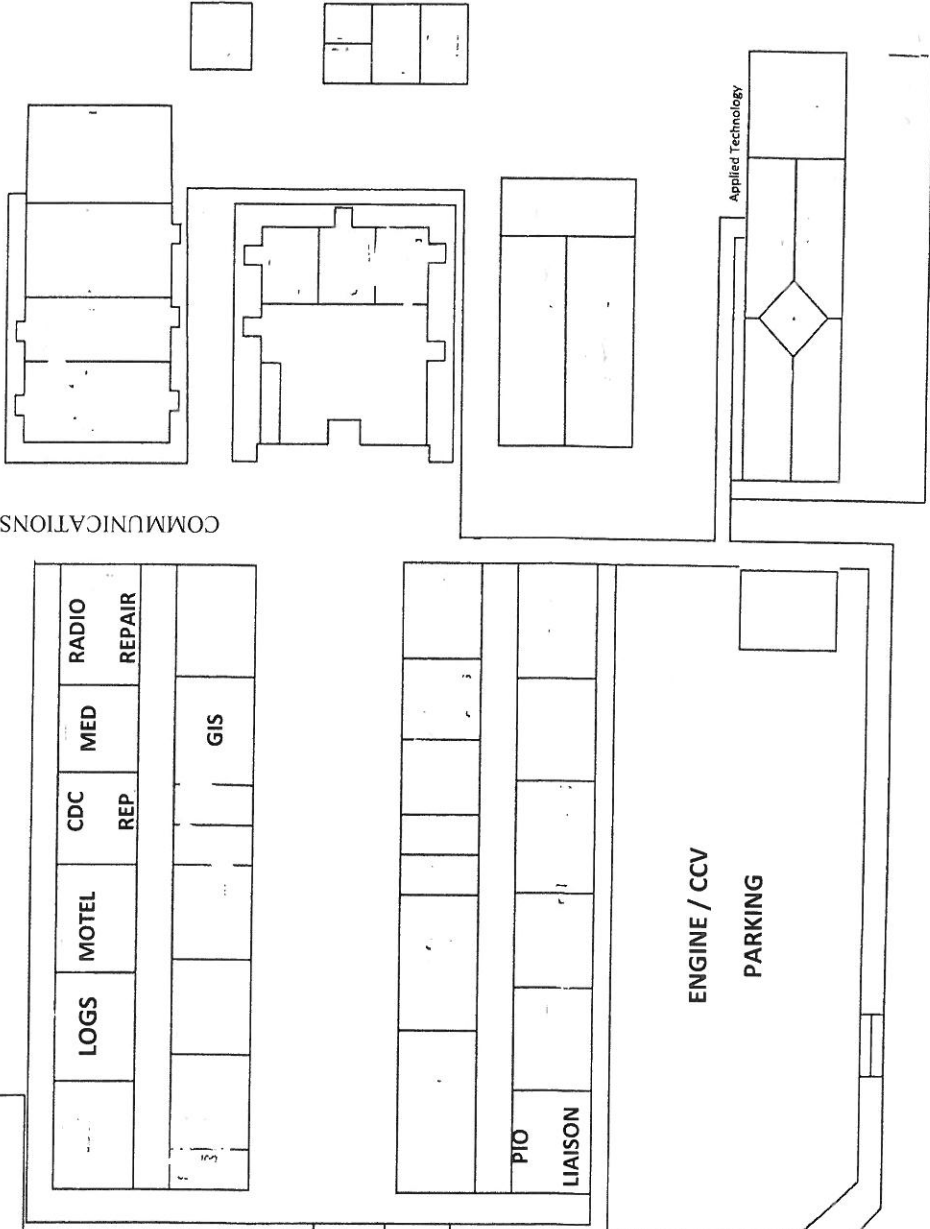 Applied Technology
COMMUNICATIONS
RADIO
REPAIR
MED
CDC
REP
MOTEL
LOGS
GIS
PIO
LIAISON
ENGINE / CCV
PARKING